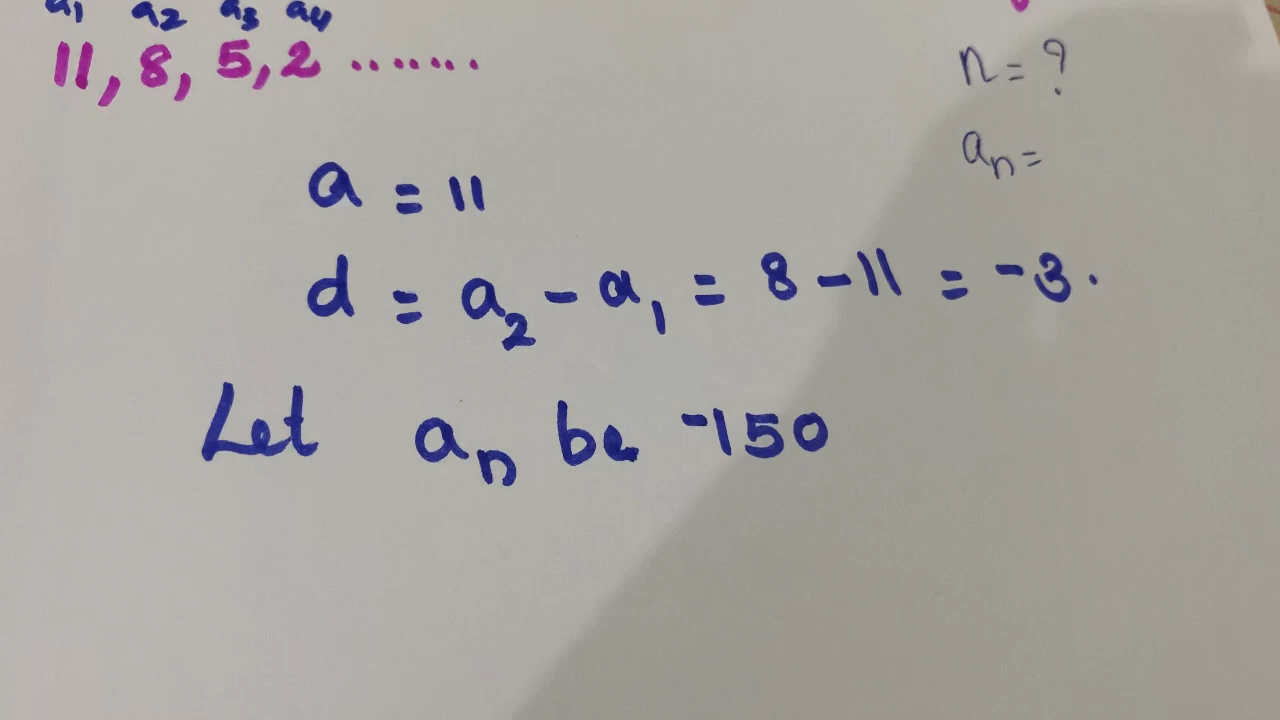 a₁ a₂ a₃ a₄
11, 8, 5, 2 .......
n = ?
aₙ =
a = 11
d = a₂ - a₁ = 8 - 11 = -3.
Let aₙ be -150